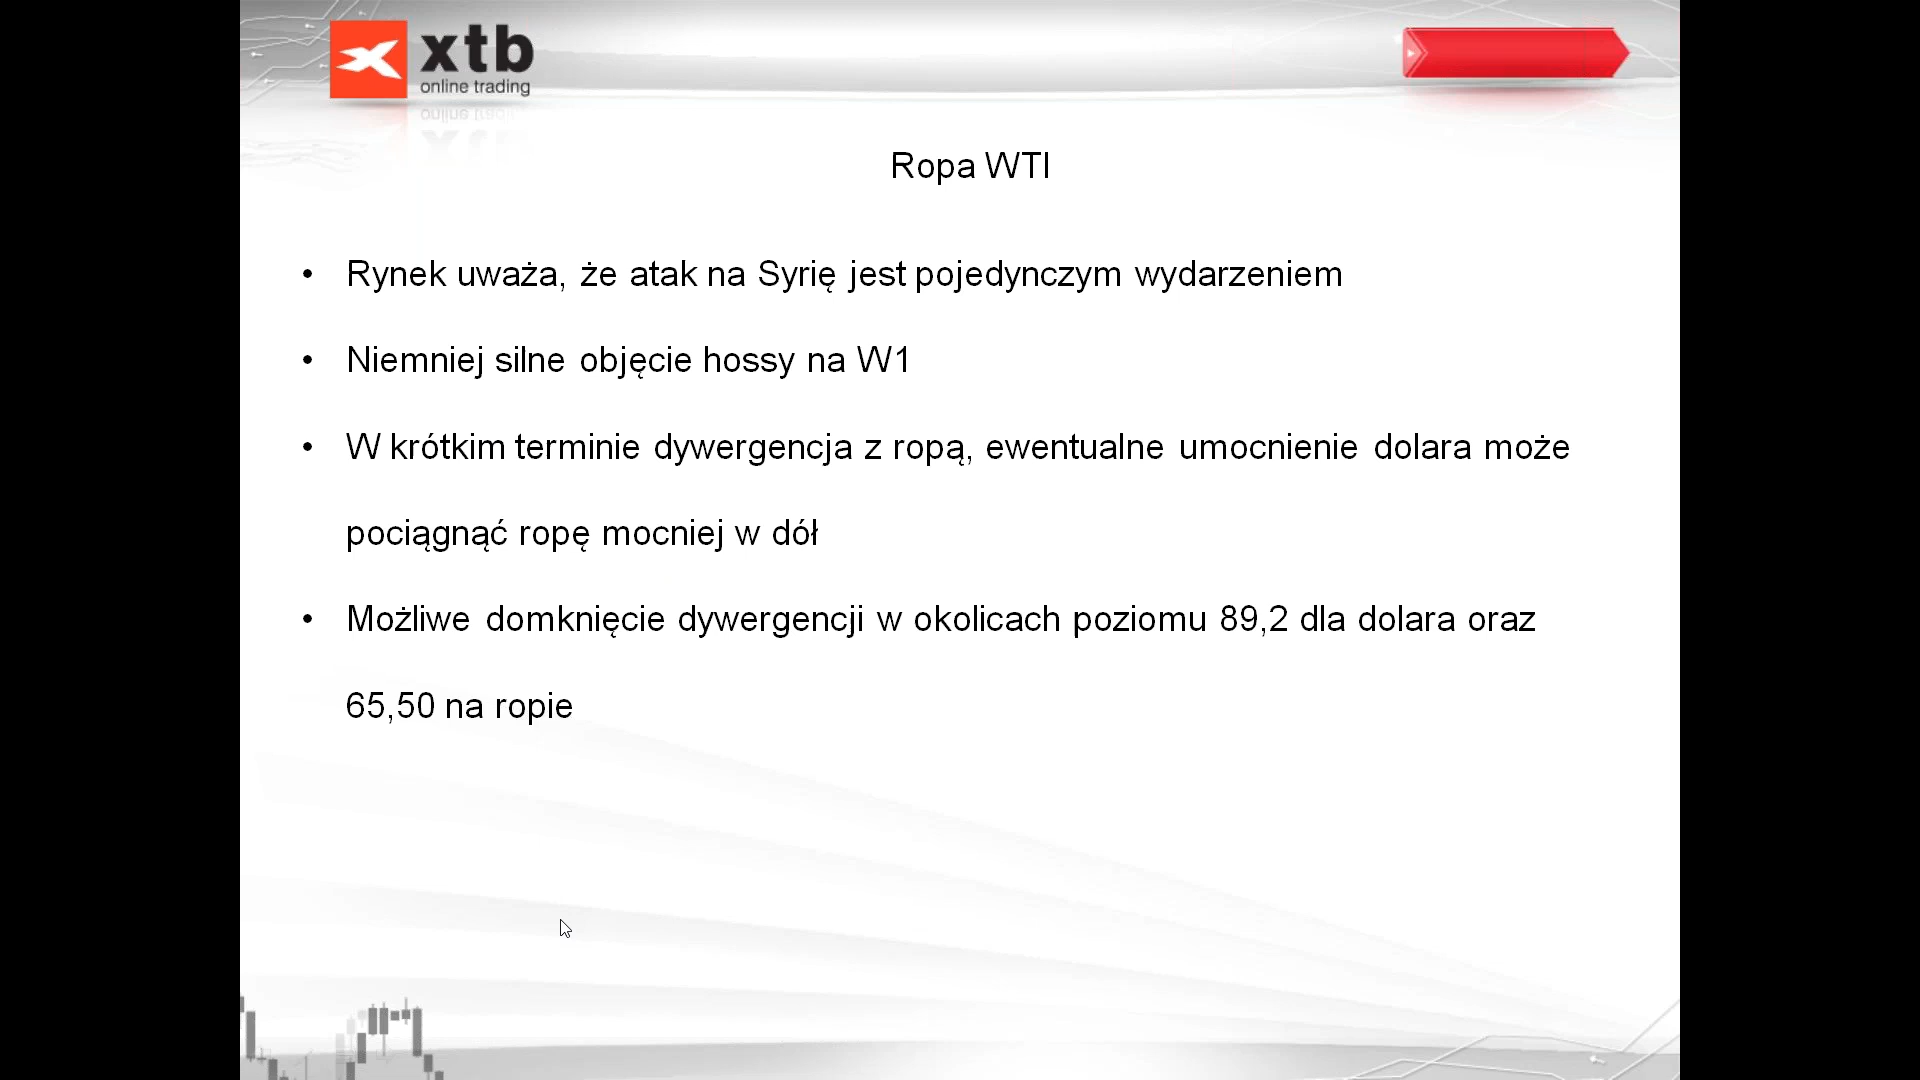 xtb
online trading
Ropa WTI
• Rynek uważa, że atak na Syrię jest pojedynczym wydarzeniem
• Niemniej silne objęcie hossy na W1
• W krótkim terminie dywergencja z ropą, ewentualne umocnienie dolara może
pociągnąć ropę mocniej w dół
• Możliwe domknięcie dywergencji w okolicach poziomu 89,2 dla dolara oraz
65,50 na ropie